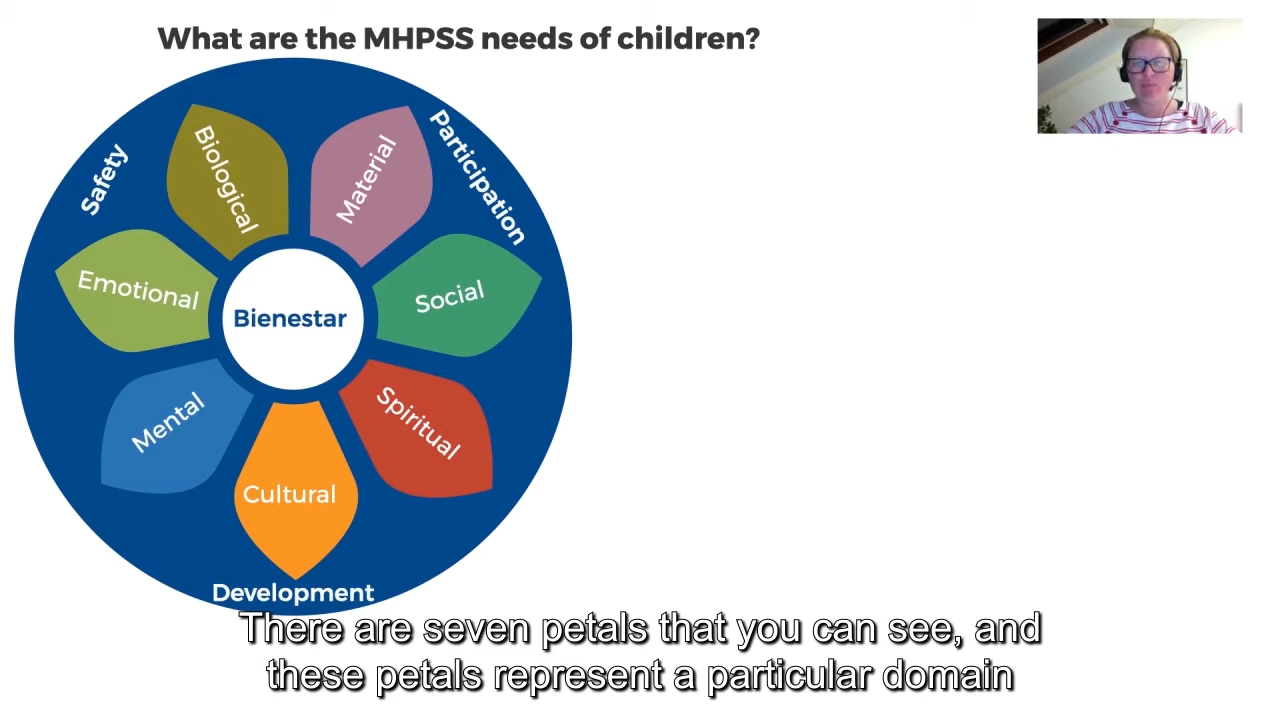 What are the MHPSS needs of children?
Safety
Biological
Material
Participation
Emotional
Bienestar
Social
Mental
Spiritual
Cultural
Development
There are seven petals that you can see, and
these petals represent a particular domain